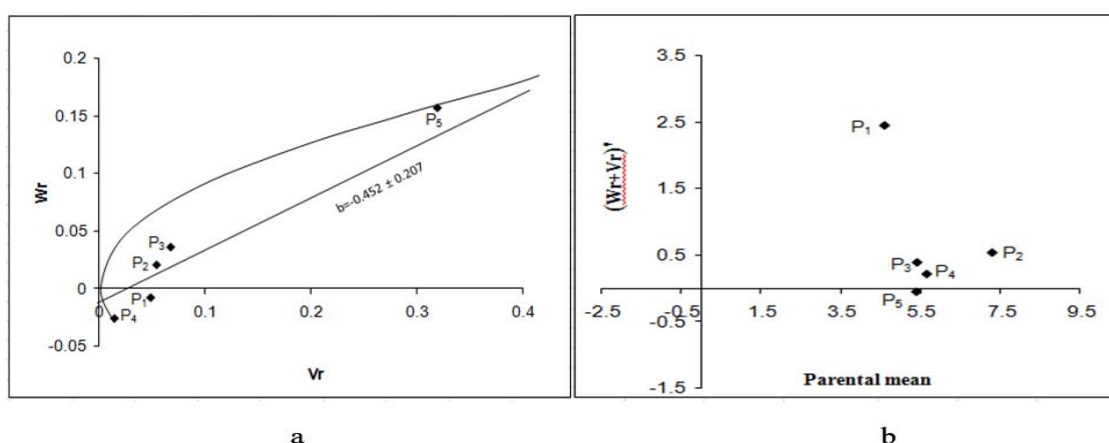 0.2
0.15
0.1
0.05
0
-0.05
Wr
0 0.1 0.2 0.3 0.4
Vr
P1
P2
P3
P4
P5
b=-0.452 ± 0.207
a
3.5
2.5
1.5
0.5
-0.5
-1.5
(Wr+Vr)'
-2.5 -0.5 1.5 3.5 5.5 7.5 9.5
Parental mean
P1
P2
P3
P4
P5
b